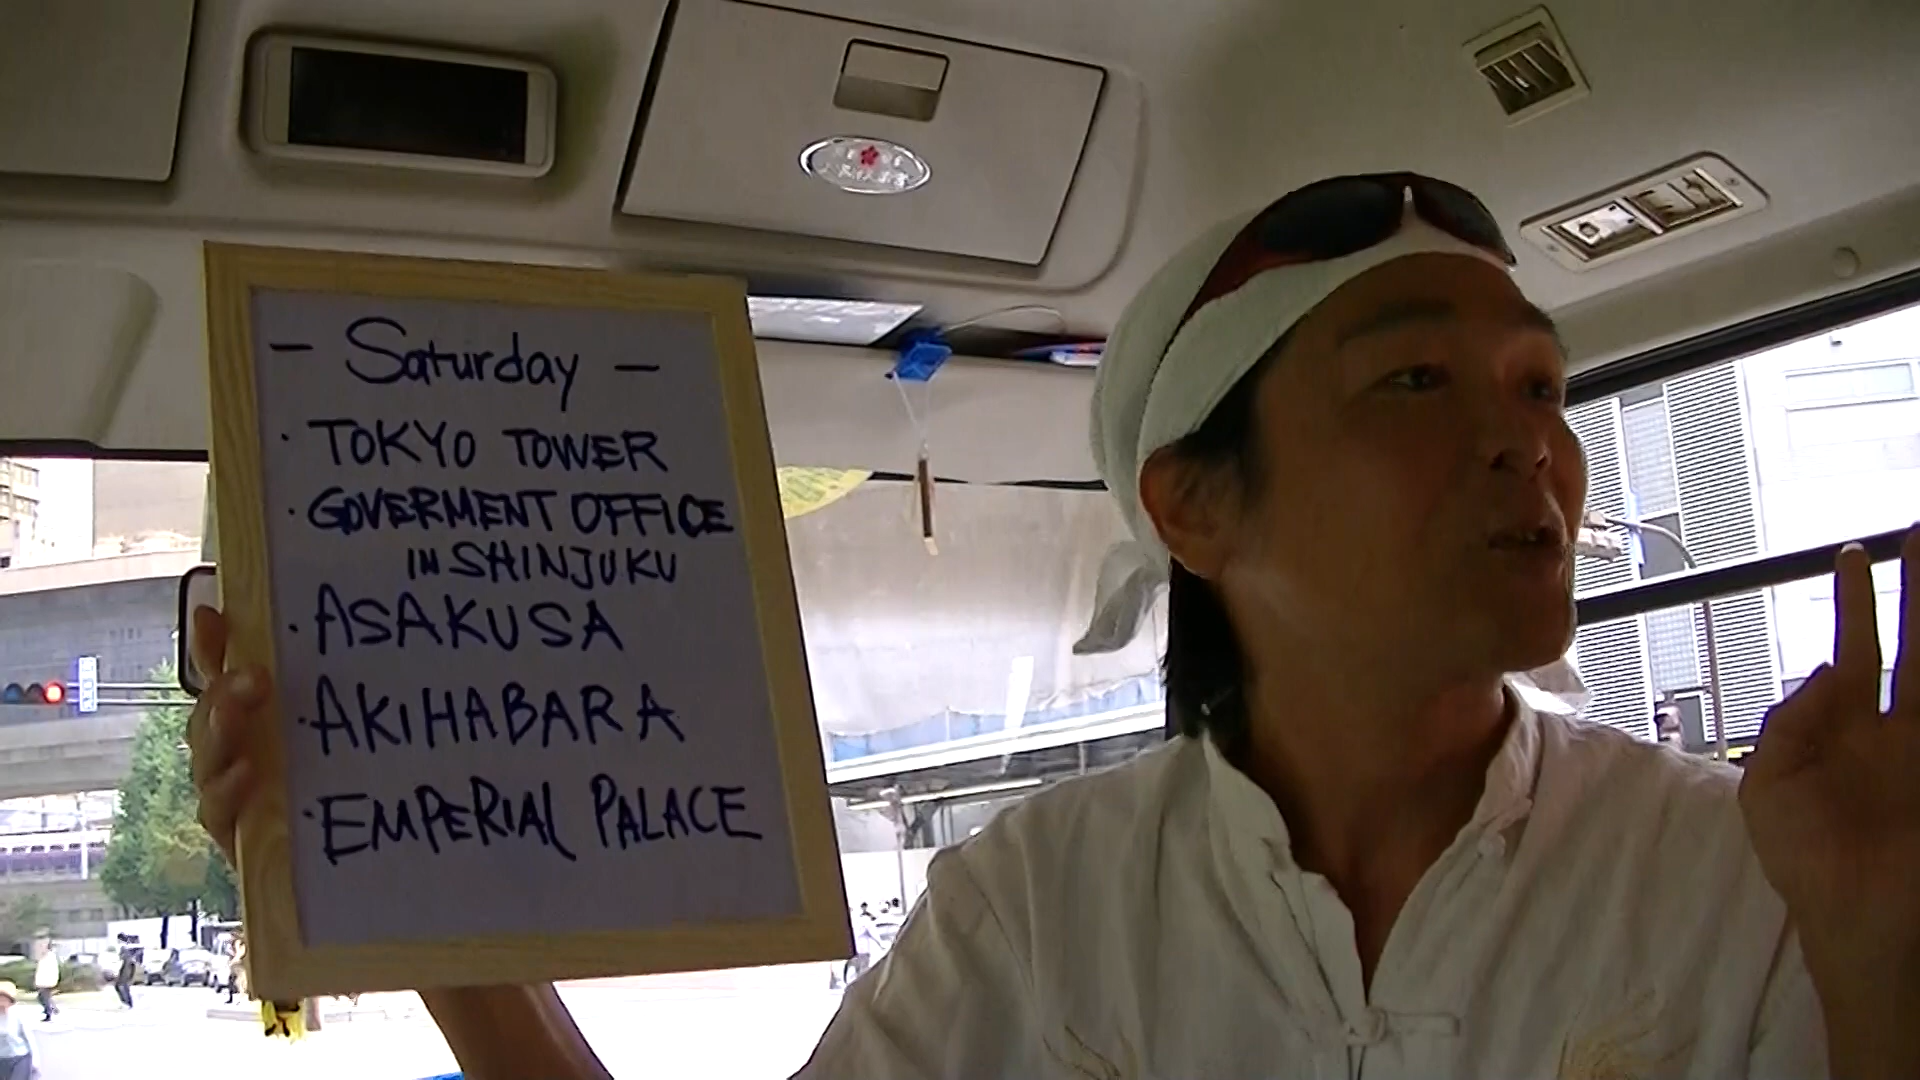 - Saturday -
· TOKYO TOWER
· GOVERMENT OFFICE
IN SHINJUKU
· ASAKUSA
· AKIHABARA
· EMPERIAL PALACE